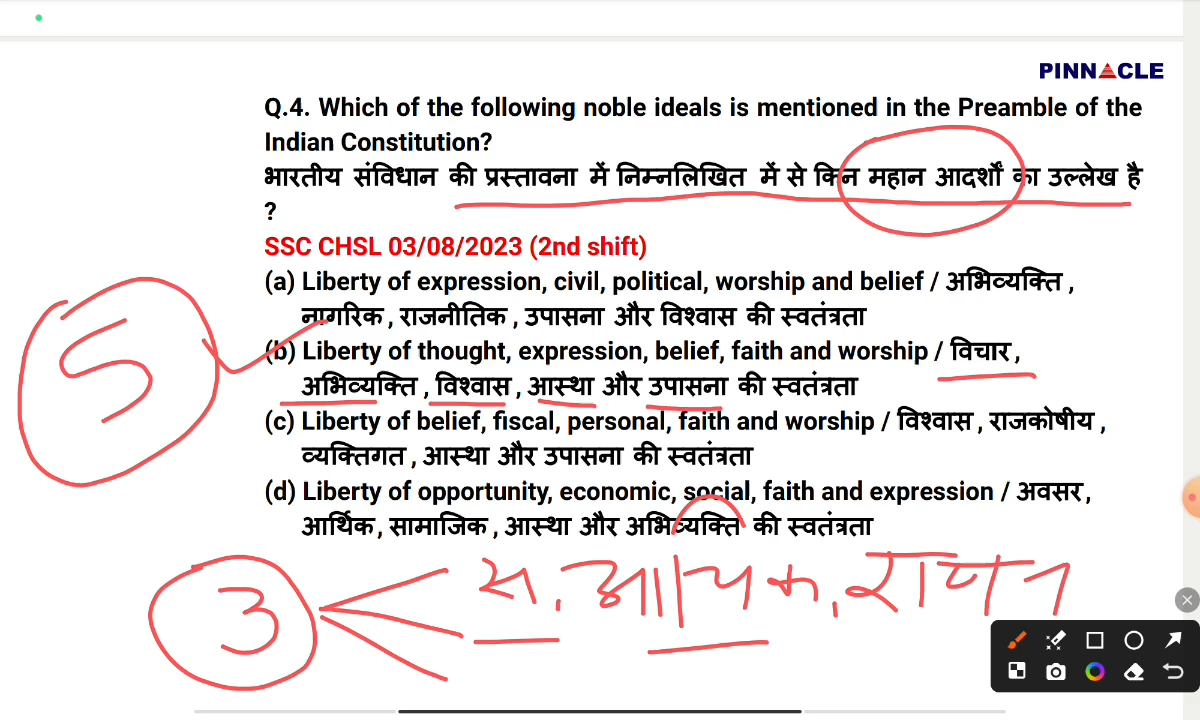 PINNACLE
Q.4. Which of the following noble ideals is mentioned in the Preamble of the
Indian Constitution?
भारतीय संविधान की प्रस्तावना में निम्नलिखित में से किन महान आदर्शों का उल्लेख है
?
SSC CHSL 03/08/2023 (2nd shift)
(a) Liberty of expression, civil, political, worship and belief / अभिव्यक्ति ,
नागरिक , राजनीतिक , उपासना और विश्वास की स्वतंत्रता
(b) Liberty of thought, expression, belief, faith and worship / विचार ,
अभिव्यक्ति , विश्वास , आस्था और उपासना की स्वतंत्रता
(c) Liberty of belief, fiscal, personal, faith and worship / विश्वास , राजकोषीय ,
व्यक्तिगत , आस्था और उपासना की स्वतंत्रता
(d) Liberty of opportunity, economic, social, faith and expression / अवसर ,
आर्थिक , सामाजिक , आस्था और अभिव्यक्ति की स्वतंत्रता
5
3